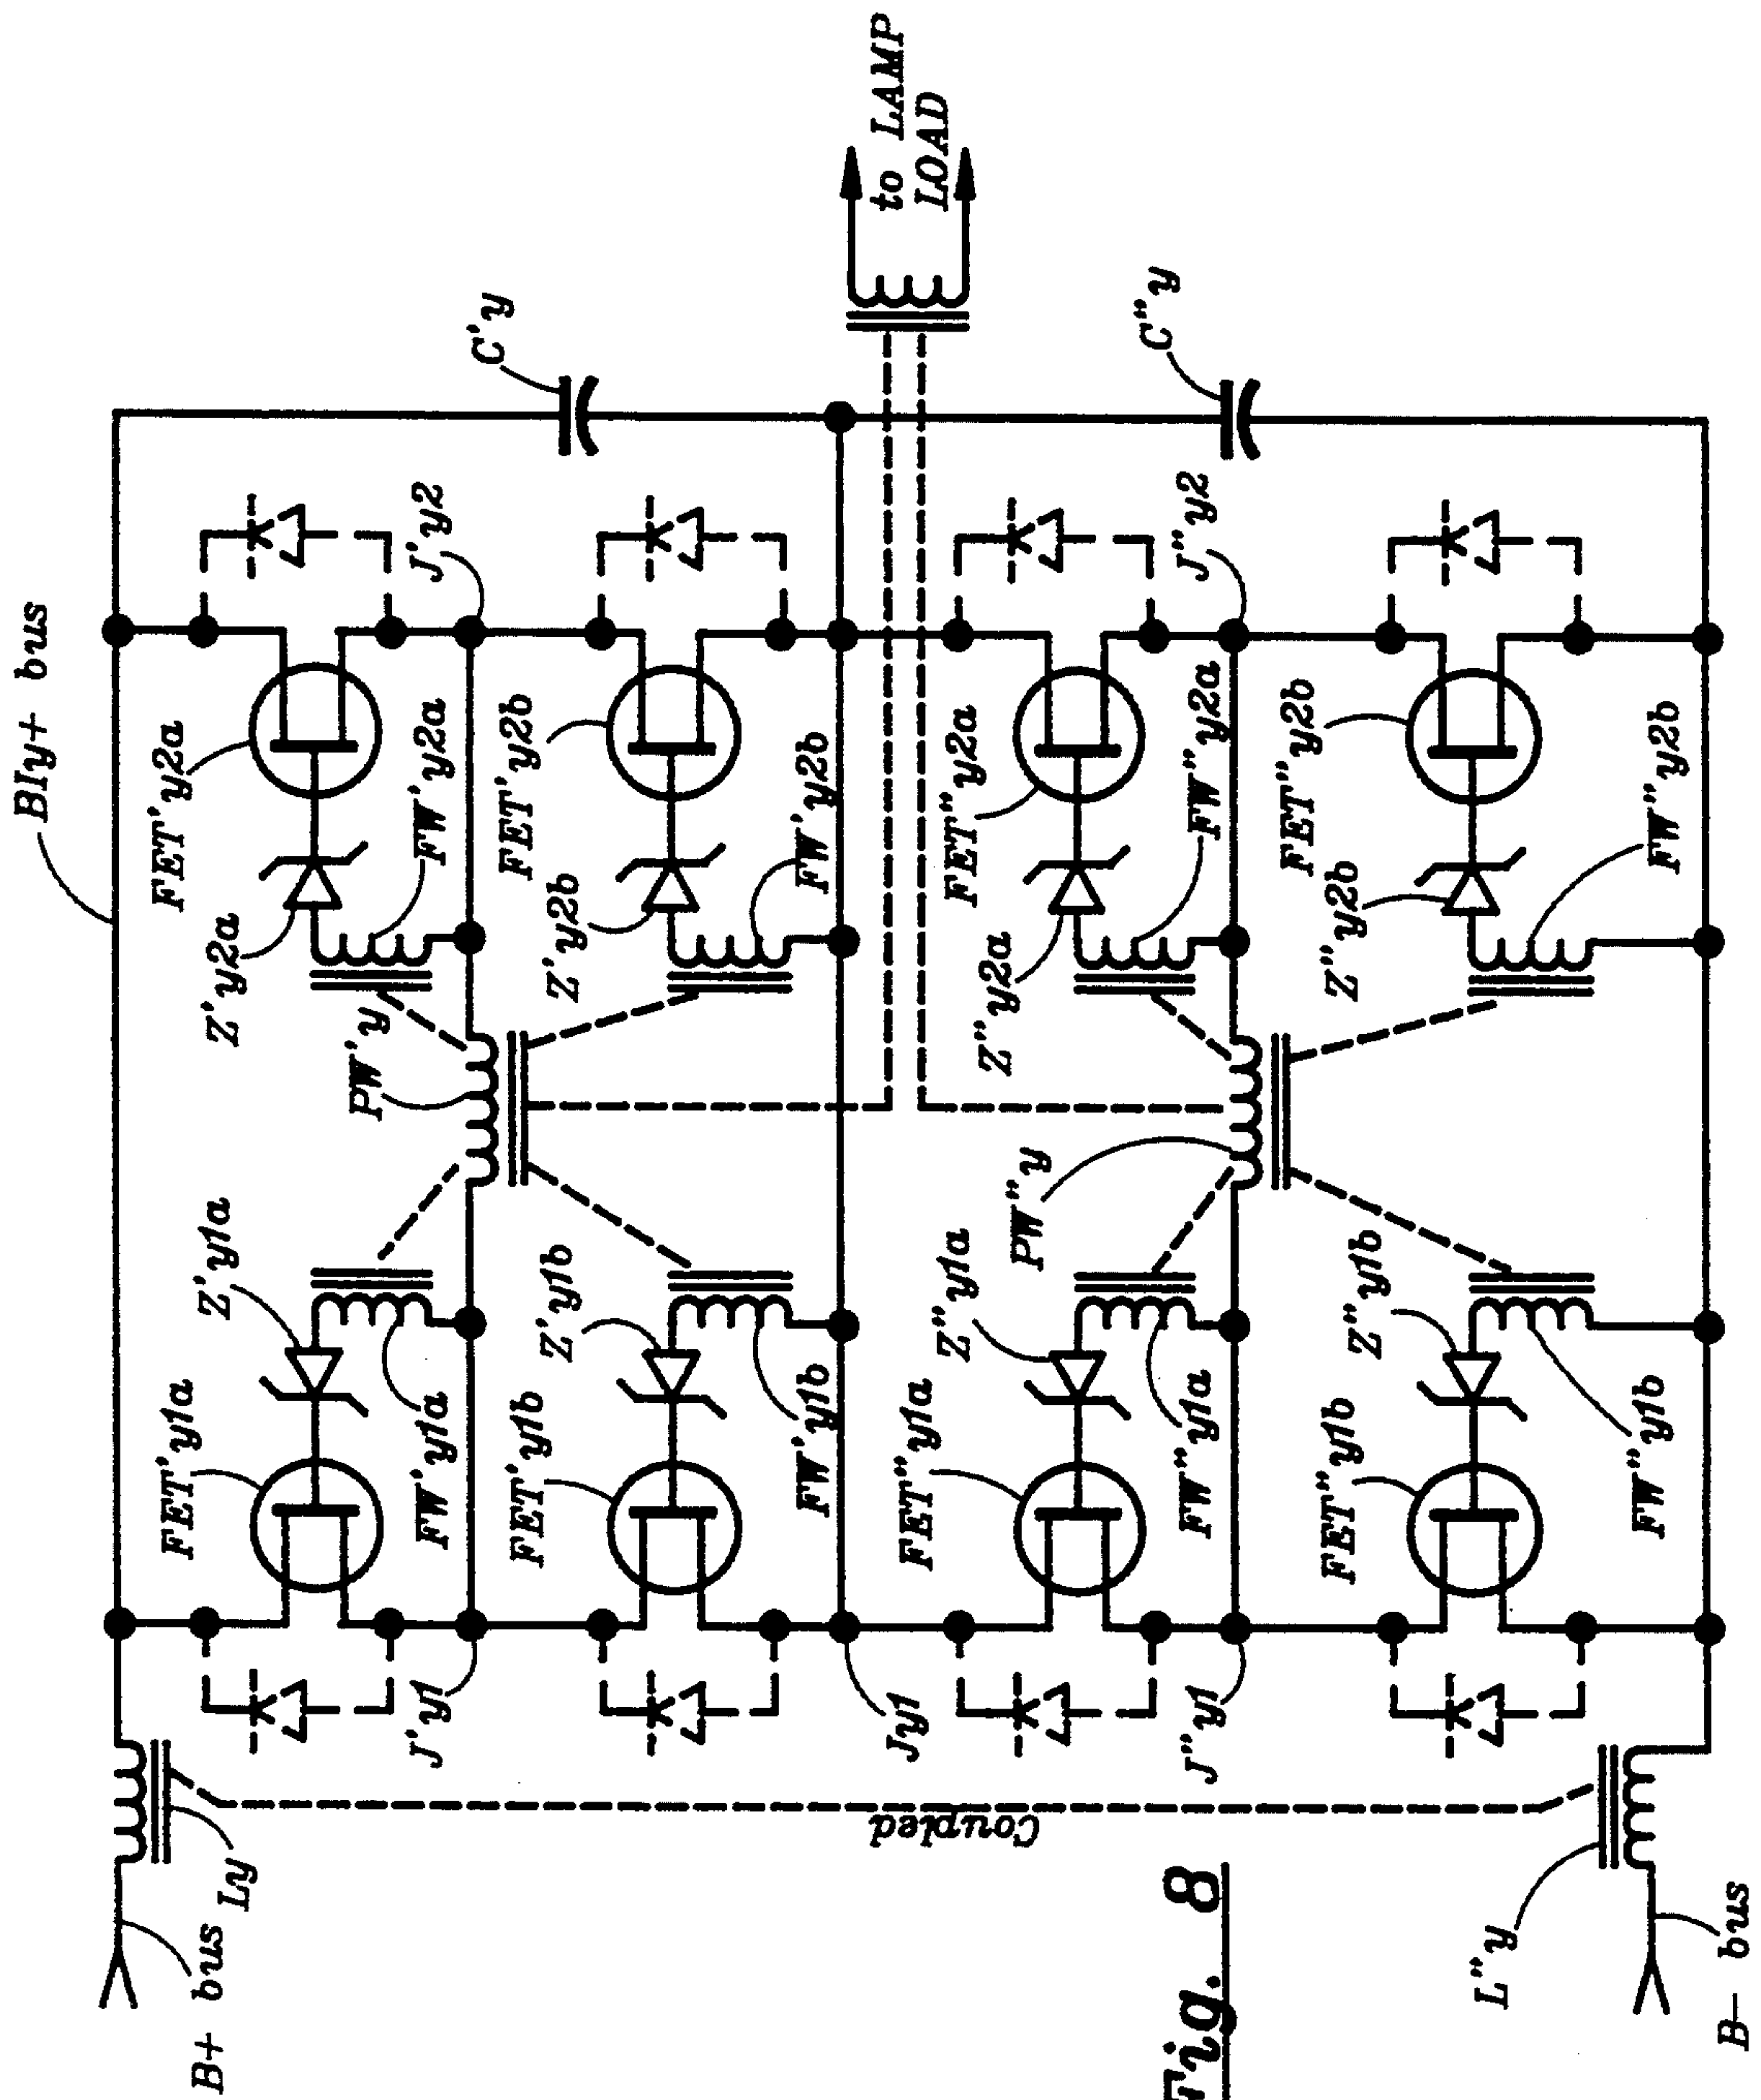 BIy+ bus
B+ bus
Ly
FET'y1a
Z'y1a
FW'y1a
PW'y
Z'y2a
FET'y2a
FW'y2a
J'y1
J'y2
C'y
FET'y1b
Z'y1b
FW'y1b
Z'y2b
FET'y2b
FW'y2b
Jy1
Coupled
to LAMP
LOAD
FET"y1a
Z"y1a
FW"y1a
PW"y
Z"y2a
FET"y2a
FW"y2a
J"y1
J"y2
C"y
FET"y1b
Z"y1b
FW"y1b
Z"y2b
FET"y2b
FW"y2b
L"y
B- bus
Fig. 8